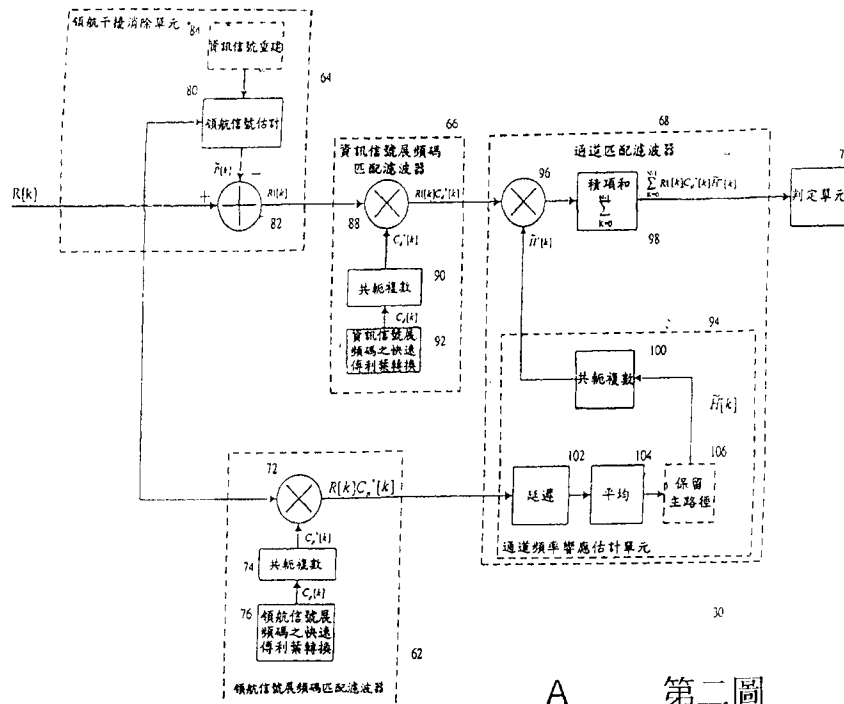 領航干擾消除單元
84
資訊信號重建
80
64
領航信號估計
P̃[k]
−
R[k]
+
R1[k]
82
66
資訊信號展頻碼
匹配濾波器
88
R1[k]C_d^*[k]
C_d^*[k]
共軛複數
90
C_d[k]
資訊信號展
頻碼之快速
傅利葉轉換
92
68
通道匹配濾波器
96
積項和
98
H̃^*[k]
判定單元
94
100
共軛複數
H̃[k]
102
104
106
延遲
平均
保留
主路徑
通道頻率響應估計單元
72
R[k]C_p^*[k]
C_p^*[k]
74
共軛複數
C_p[k]
76
領航信號展
頻碼之快速
傅利葉轉換
62
領航信號展頻碼匹配濾波器
30
A
第二圖